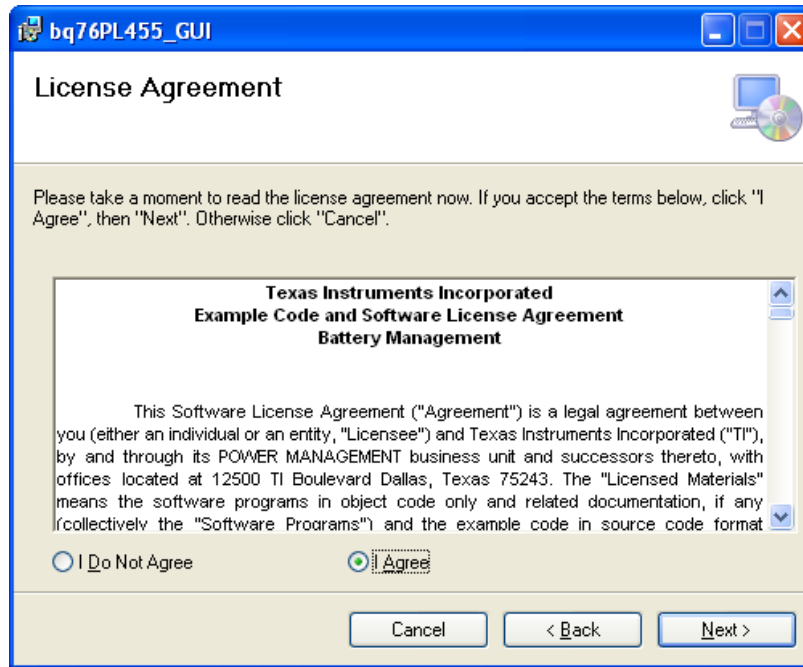 bq76PL455_GUI
License Agreement
Please take a moment to read the license agreement now. If you accept the terms below, click "I
Agree", then "Next". Otherwise click "Cancel".
Texas Instruments Incorporated
Example Code and Software License Agreement
Battery Management
This Software License Agreement ("Agreement") is a legal agreement between
you (either an individual or an entity, "Licensee") and Texas Instruments Incorporated ("TI"),
by and through its POWER MANAGEMENT business unit and successors thereto, with
offices located at 12500 TI Boulevard Dallas, Texas 75243. The "Licensed Materials"
means the software programs in object code only and related documentation, if any
(collectively the "Software Programs") and the example code in source code format
I Do Not Agree
I Agree
Cancel
< Back
Next >